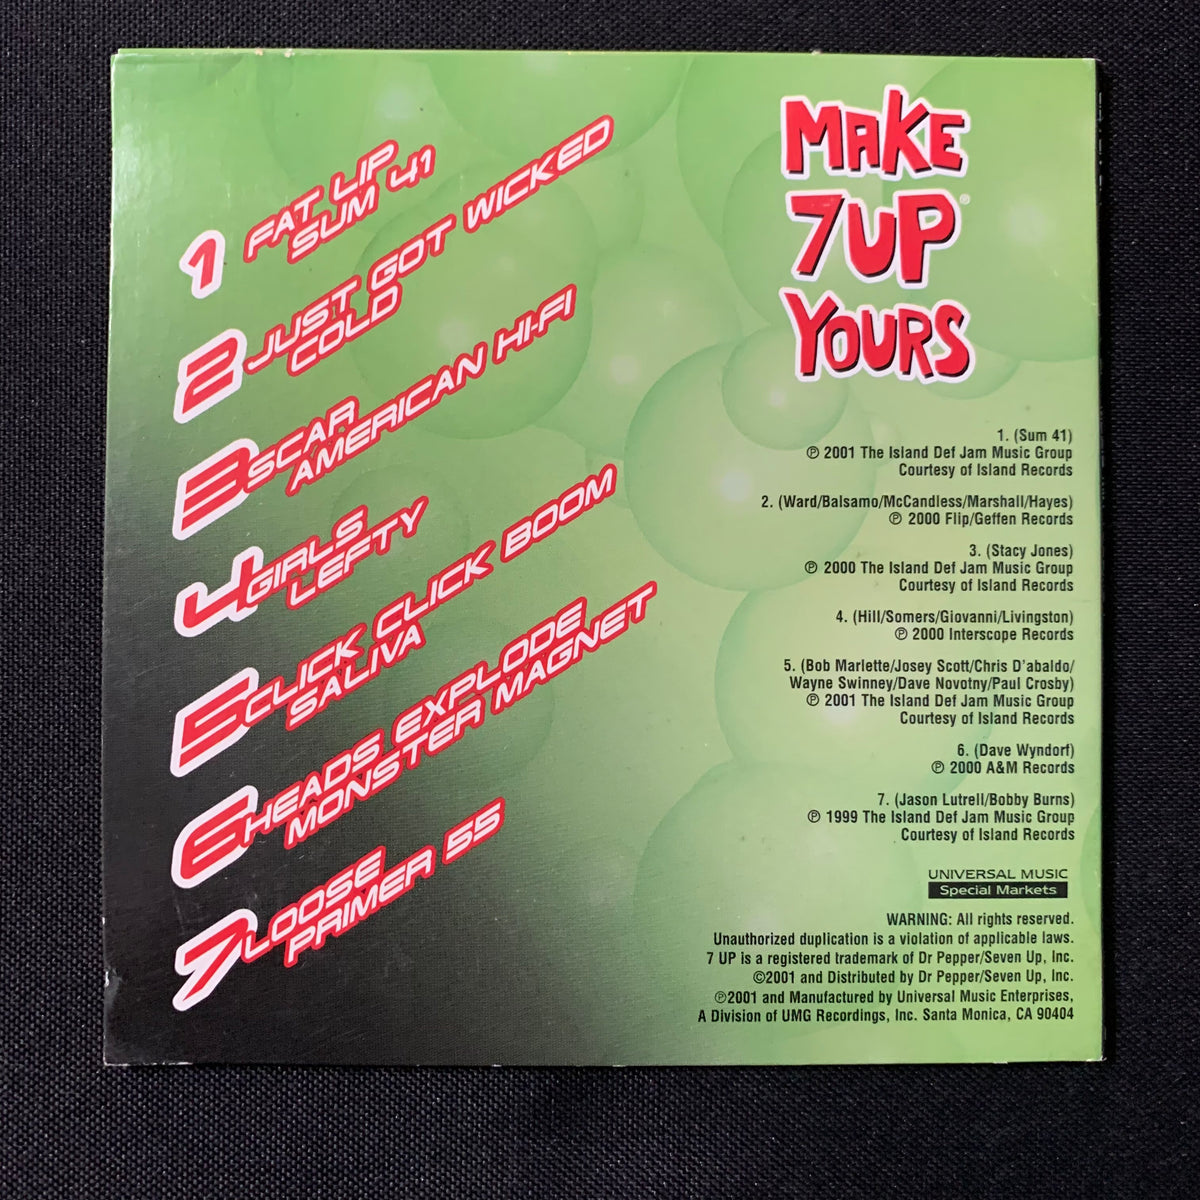 1 FAT LIP
SUM 41
2 JUST GOT WICKED
COLD
3 SCAR
AMERICAN HI-FI
4 GIRLS
LEFTY
5 CLICK CLICK BOOM
SALIVA
6 HEADS EXPLODE
MONSTER MAGNET
7 LOOSE
PRIMER 55
MAKE
7UP®
YOURS
1. (Sum 41)
℗ 2001 The Island Def Jam Music Group
Courtesy of Island Records
2. (Ward/Balsamo/McCandless/Marshall/Hayes)
℗ 2000 Flip/Geffen Records
3. (Stacy Jones)
℗ 2000 The Island Def Jam Music Group
Courtesy of Island Records
4. (Hill/Somers/Giovanni/Livingston)
℗ 2000 Interscope Records
5. (Bob Marlette/Josey Scott/Chris D'abaldo/
Wayne Swinney/Dave Novotny/Paul Crosby)
℗ 2001 The Island Def Jam Music Group
Courtesy of Island Records
6. (Dave Wyndorf)
℗ 2000 A&M Records
7. (Jason Lutrell/Bobby Burns)
℗ 1999 The Island Def Jam Music Group
Courtesy of Island Records
UNIVERSAL MUSIC
Special Markets
WARNING: All rights reserved.
Unauthorized duplication is a violation of applicable laws.
7 UP is a registered trademark of Dr Pepper/Seven Up, Inc.
©2001 and Distributed by Dr Pepper/Seven Up, Inc.
℗2001 and Manufactured by Universal Music Enterprises,
A Division of UMG Recordings, Inc. Santa Monica, CA 90404